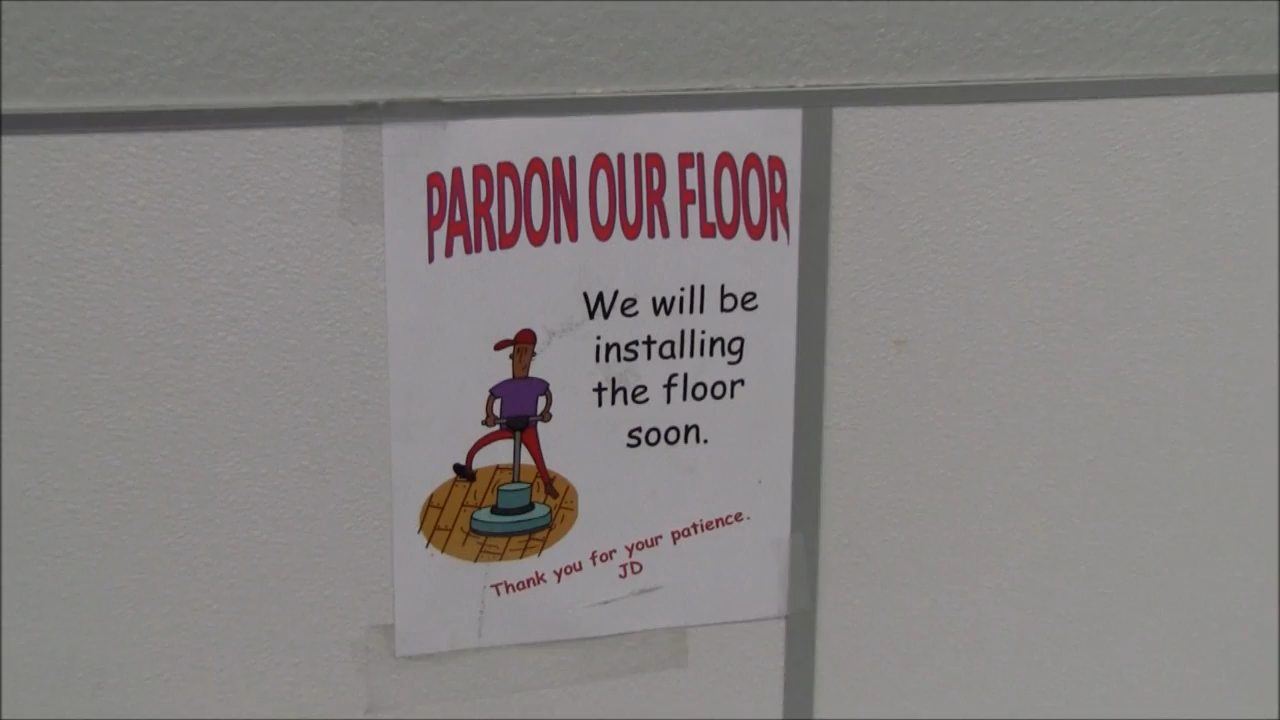 PARDON OUR FLOOR
We will be
installing
the floor
soon.
Thank you for your patience.
JD